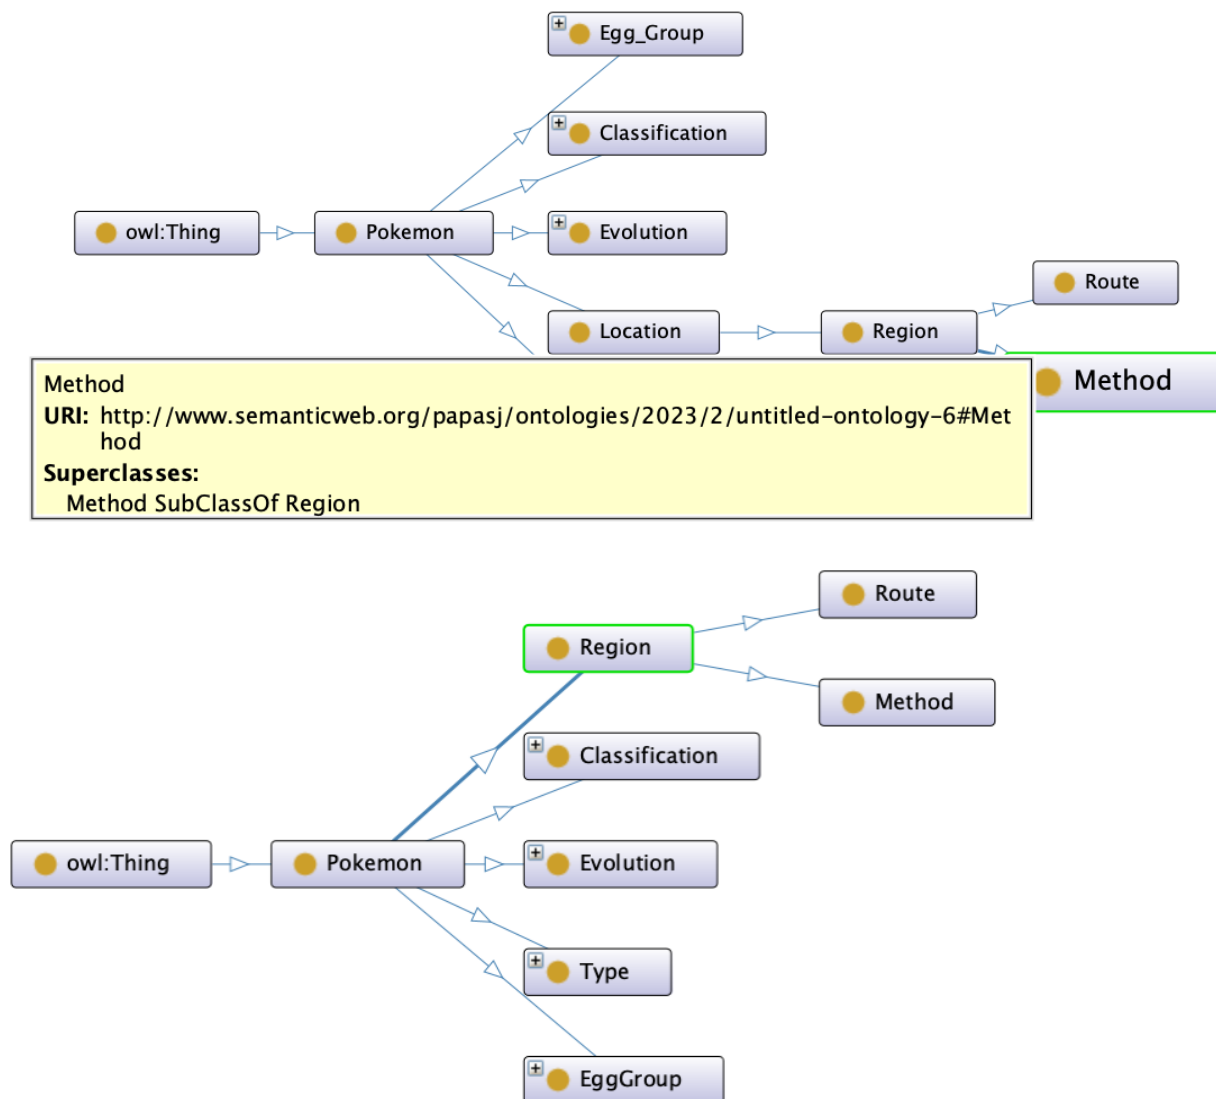 Egg_Group
Classification
owl:Thing
Pokemon
Evolution
Route
Location
Region
Method
Method
URI: http://www.semanticweb.org/papasj/ontologies/2023/2/untitled-ontology-6#Met
hod
Superclasses:
Method SubClassOf Region
Route
Region
Method
Classification
owl:Thing
Pokemon
Evolution
Type
EggGroup